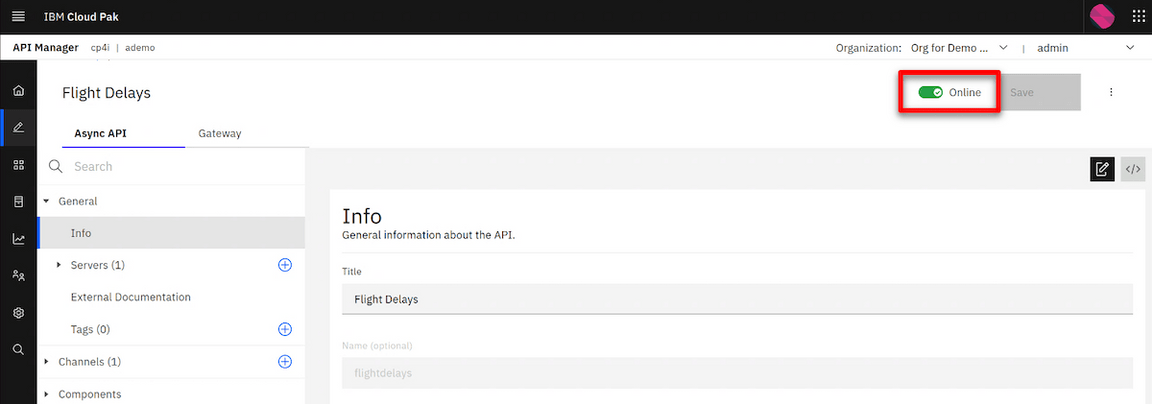 IBM Cloud Pak
API Manager cp4i | ademo Organization: Org for Demo ... | admin
Flight Delays Online Save
Async API Gateway
Search
General
Info
Servers (1)
External Documentation
Tags (0)
Channels (1)
Components
</>
Info
General information about the API.
Title
Flight Delays
Name (optional)
flightdelays